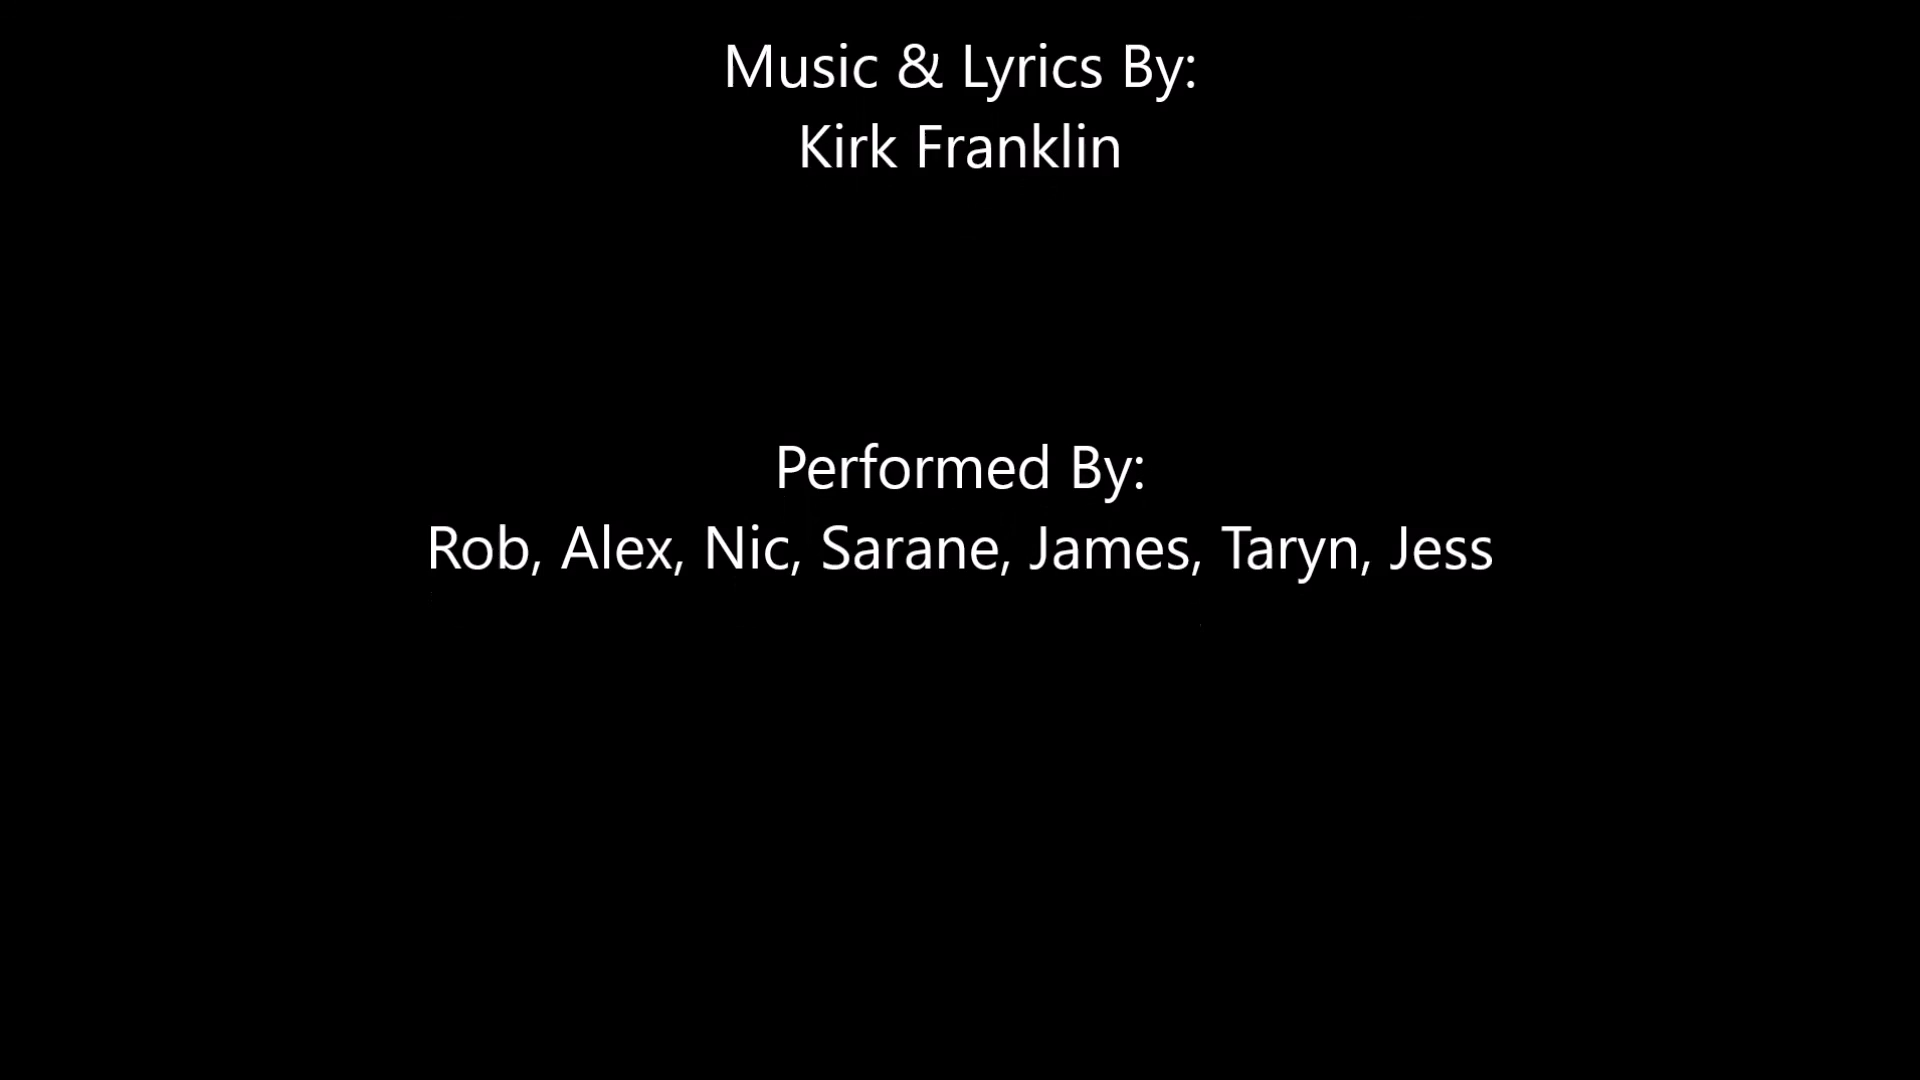 Music & Lyrics By:
Kirk Franklin
Performed By:
Rob, Alex, Nic, Sarane, James, Taryn, Jess